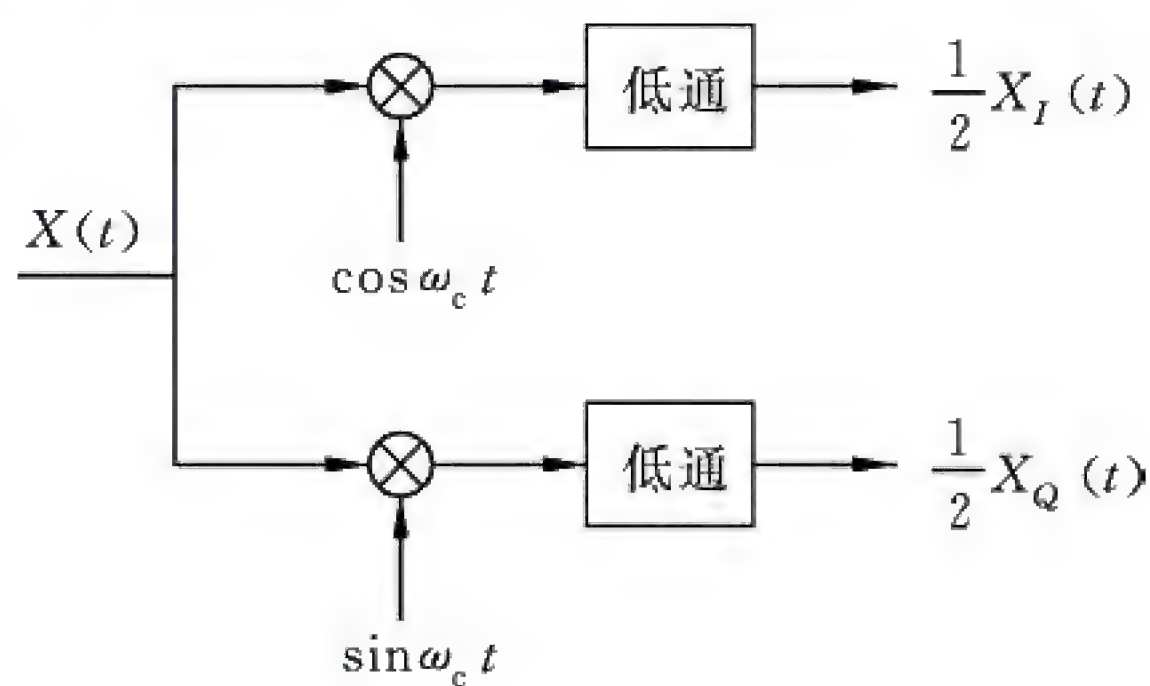 低通
1/2 X_I (t)
X(t)
cos ω_c t
低通
1/2 X_Q (t)
sin ω_c t